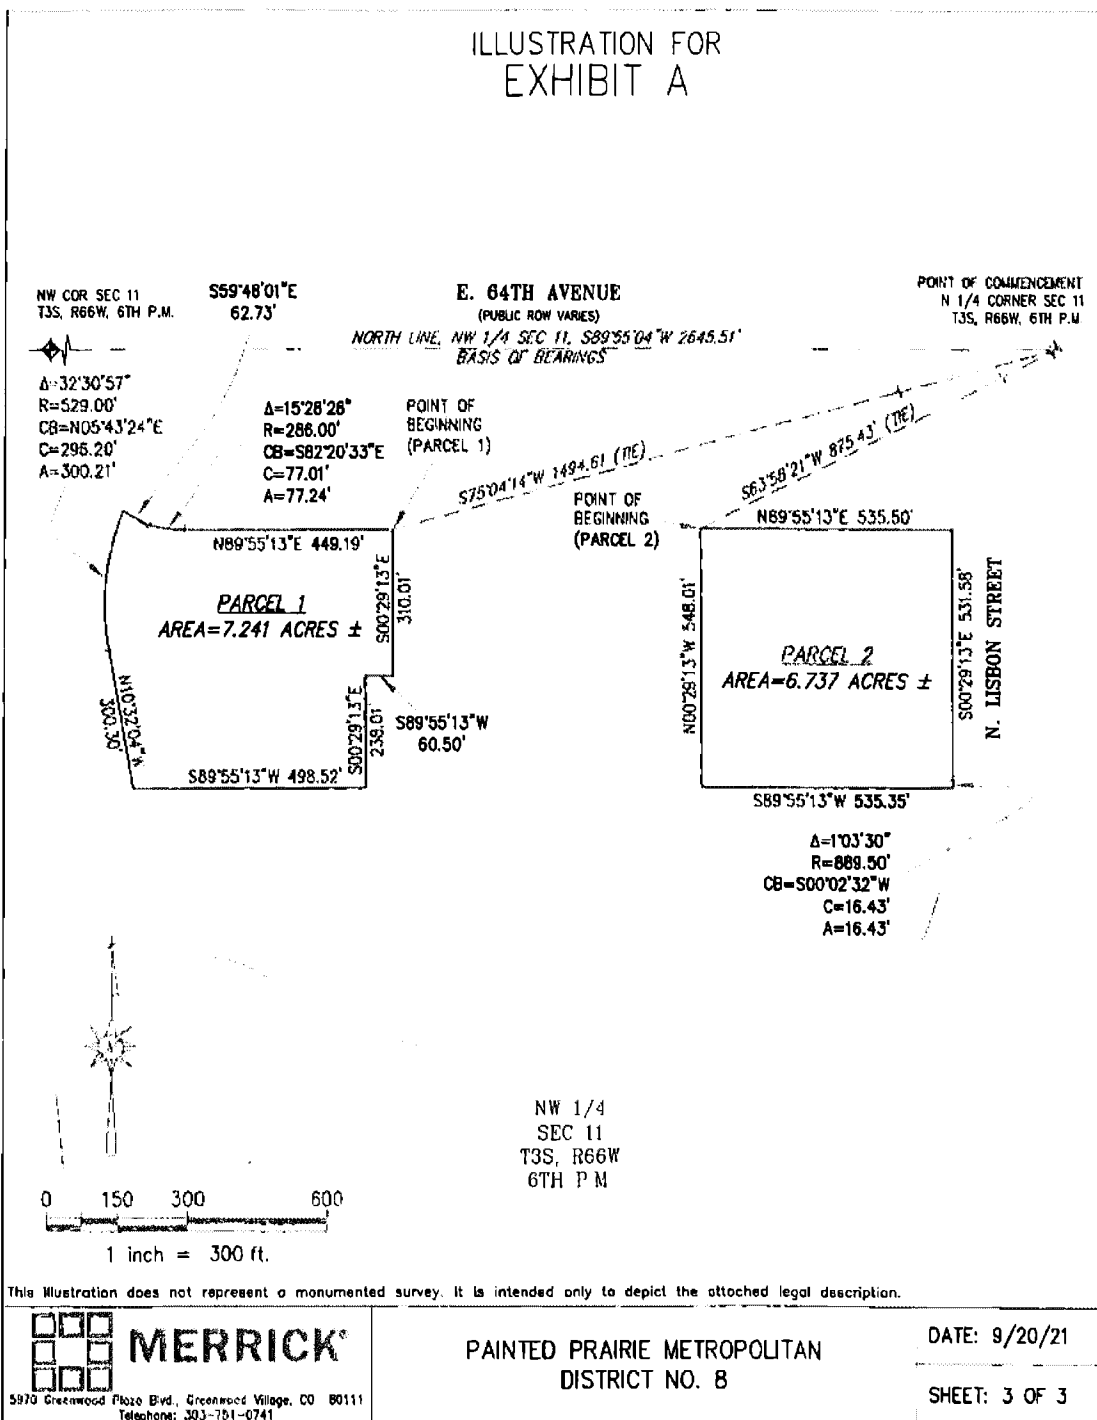 ILLUSTRATION FOR
EXHIBIT A
NW COR SEC 11
T3S, R66W, 6TH P.M.
S59°48'01"E
62.73'
E. 64TH AVENUE
(PUBLIC ROW VARIES)
NORTH LINE, NW 1/4 SEC 11, S89°55'04"W 2645.51'
BASIS OF BEARINGS
POINT OF COMMENCEMENT
N 1/4 CORNER SEC 11
T3S, R66W, 6TH P.M
Δ=32°30'57"
R=529.00'
CB=N05°43'24"E
C=296.20'
A=300.21'
Δ=15°28'28"
R=286.00'
CB=S82°20'33"E
C=77.01'
A=77.24'
POINT OF
BEGINNING
(PARCEL 1)
S75°04'14"W 1494.61 (TIE)
S63°58'21"W 875.43' (TIE)
POINT OF
BEGINNING
(PARCEL 2)
N89°55'13"E 449.19'
N89°55'13"E 535.50'
PARCEL 1
AREA=7.241 ACRES ±
S00°29'13"E
310.01'
N10°32'04"W
300.30'
S00°29'13"E
238.01
S89°55'13"W
60.50'
S89°55'13"W 498.52'
N00°29'13"W 548.01'
PARCEL 2
AREA=6.737 ACRES ±
S00°29'13"E 531.58'
N. LISBON STREET
S89°55'13"W 535.35'
Δ=1°03'30"
R=889.50'
CB=S00°02'32"W
C=16.43'
A=16.43'
NW 1/4
SEC 11
T3S, R66W
6TH P M
0 150 300 600
1 inch = 300 ft.
This illustration does not represent a monumented survey. It is intended only to depict the attached legal description.
MERRICK®
5970 Greenwood Plaza Blvd., Greenwood Village, CO 80111
Telephone: 303-751-0741
PAINTED PRAIRIE METROPOLITAN
DISTRICT NO. 8
DATE: 9/20/21
SHEET: 3 OF 3